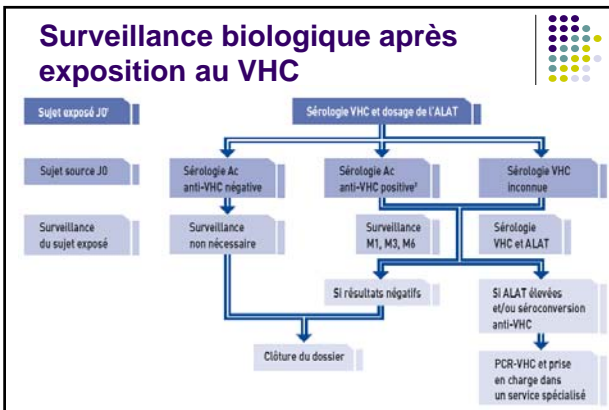 Surveillance biologique après
exposition au VHC
Sujet exposé J0¹
Sérologie VHC et dosage de l'ALAT
Sujet source J0
Sérologie Ac
anti-VHC négative
Sérologie Ac
anti-VHC positive²
Sérologie VHC
inconnue
Surveillance
du sujet exposé
Surveillance
non nécessaire
Surveillance
M1, M3, M6
Sérologie
VHC et ALAT
Si résultats négatifs
Si ALAT élevées
et/ou séroconversion
anti-VHC
Clôture du dossier
PCR-VHC et prise
en charge dans
un service spécialisé